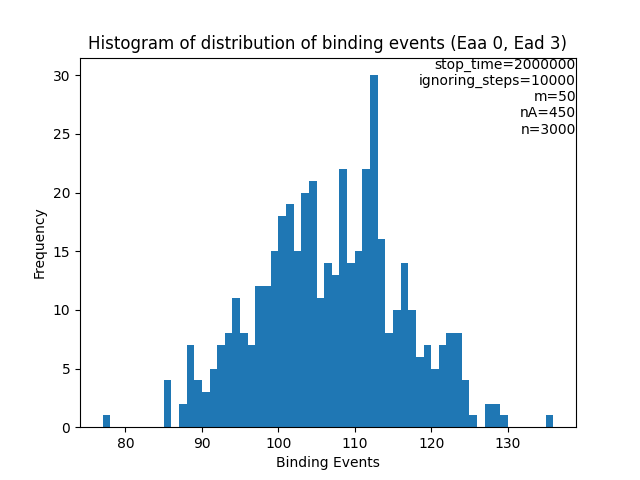 Histogram of distribution of binding events (Eaa 0, Ead 3)
stop_time=2000000
ignoring_steps=10000
m=50
nA=450
n=3000
30
25
20
15
10
5
0
Frequency
80 90 100 110 120 130
Binding Events